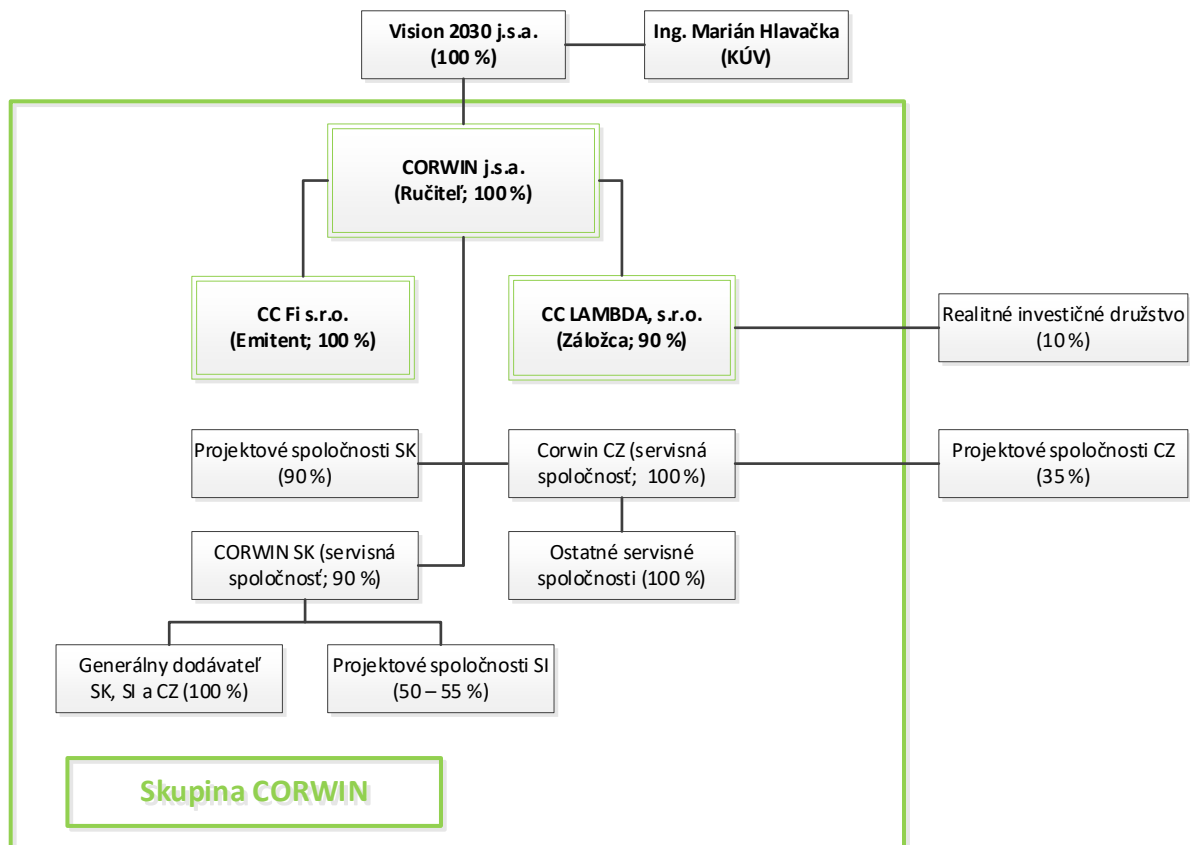 Vision 2030 j.s.a.
(100 %)
Ing. Marián Hlavačka
(KÚV)
CORWIN j.s.a.
(Ručiteľ; 100 %)
CC Fi s.r.o.
(Emitent; 100 %)
CC LAMBDA, s.r.o.
(Záložca; 90 %)
Realitné investičné družstvo
(10 %)
Projektové spoločnosti SK
(90 %)
Corwin CZ (servisná
spoločnosť; 100 %)
Projektové spoločnosti CZ
(35 %)
CORWIN SK (servisná
spoločnosť; 90 %)
Ostatné servisné
spoločnosti (100 %)
Generálny dodávateľ
SK, SI a CZ (100 %)
Projektové spoločnosti SI
(50 – 55 %)
Skupina CORWIN